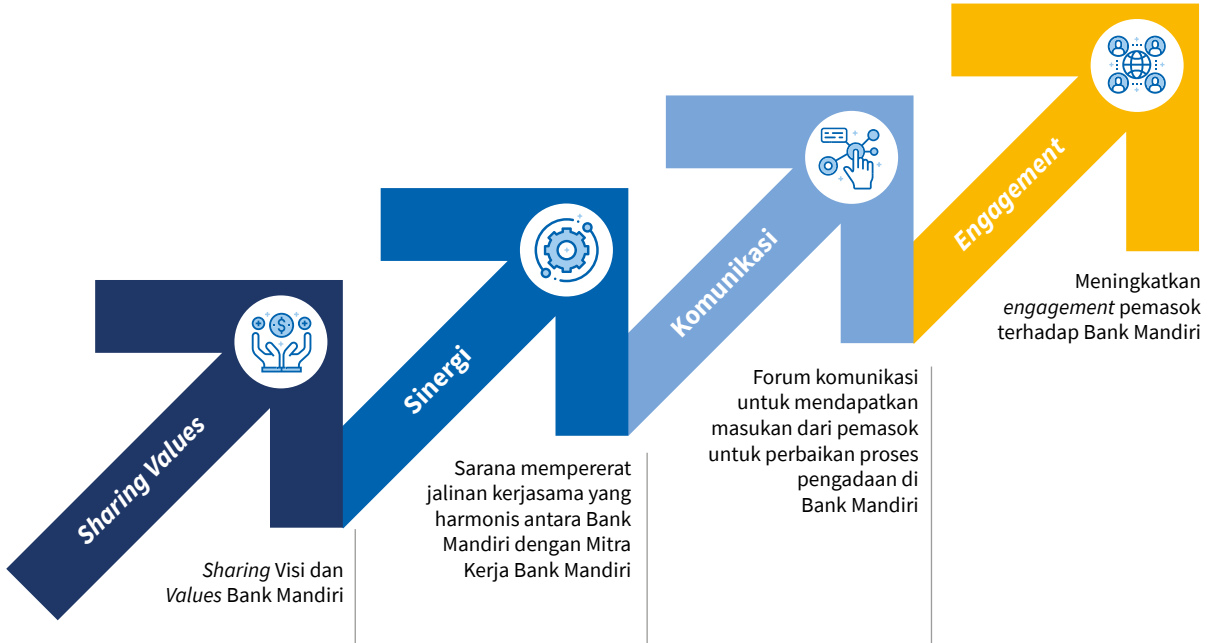 Sharing Values
Sharing Visi dan
Values Bank Mandiri
Sinergi
Sarana mempererat
jalinan kerjasama yang
harmonis antara Bank
Mandiri dengan Mitra
Kerja Bank Mandiri
Komunikasi
Forum komunikasi
untuk mendapatkan
masukan dari pemasok
untuk perbaikan proses
pengadaan di
Bank Mandiri
Engagement
Meningkatkan
engagement pemasok
terhadap Bank Mandiri